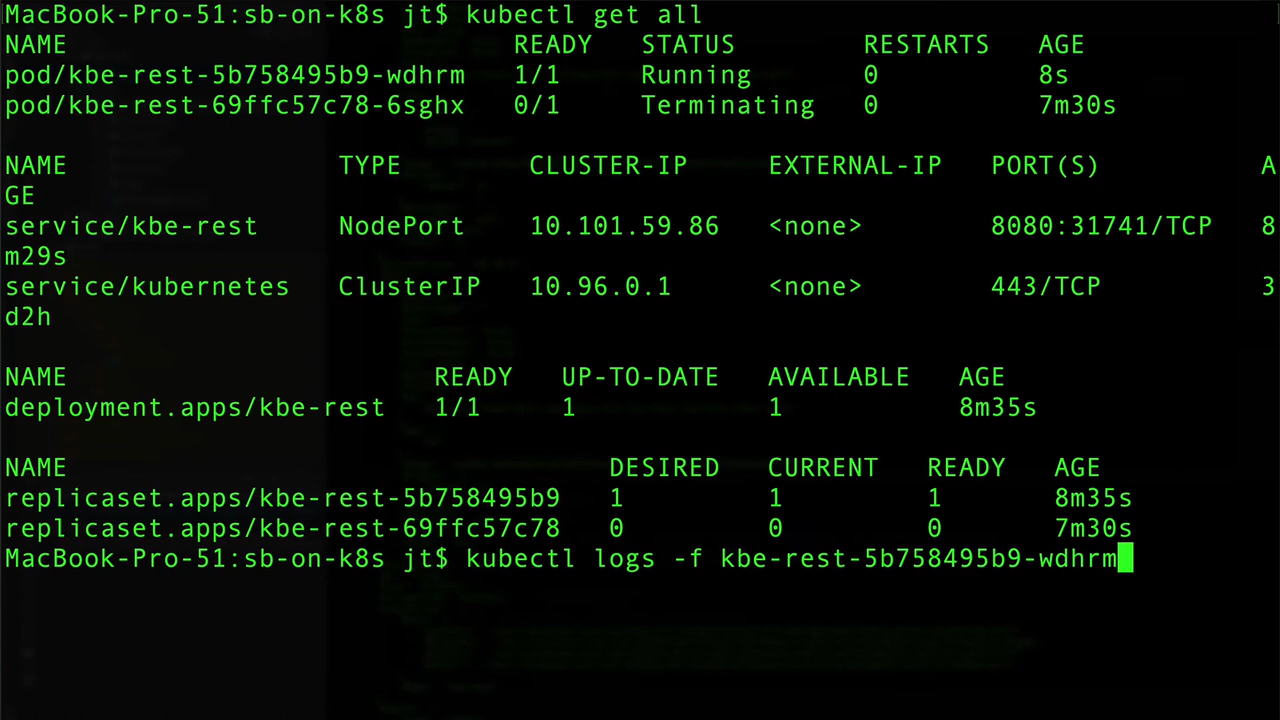 MacBook-Pro-51:sb-on-k8s jt$ kubectl get all
NAME READY STATUS RESTARTS AGE
pod/kbe-rest-5b758495b9-wdhrm 1/1 Running 0 8s
pod/kbe-rest-69ffc57c78-6sghx 0/1 Terminating 0 7m30s
NAME TYPE CLUSTER-IP EXTERNAL-IP PORT(S) A
GE
service/kbe-rest NodePort 10.101.59.86 <none> 8080:31741/TCP 8
m29s
service/kubernetes ClusterIP 10.96.0.1 <none> 443/TCP 3
d2h
NAME READY UP-TO-DATE AVAILABLE AGE
deployment.apps/kbe-rest 1/1 1 1 8m35s
NAME DESIRED CURRENT READY AGE
replicaset.apps/kbe-rest-5b758495b9 1 1 1 8m35s
replicaset.apps/kbe-rest-69ffc57c78 0 0 0 7m30s
MacBook-Pro-51:sb-on-k8s jt$ kubectl logs -f kbe-rest-5b758495b9-wdhrm